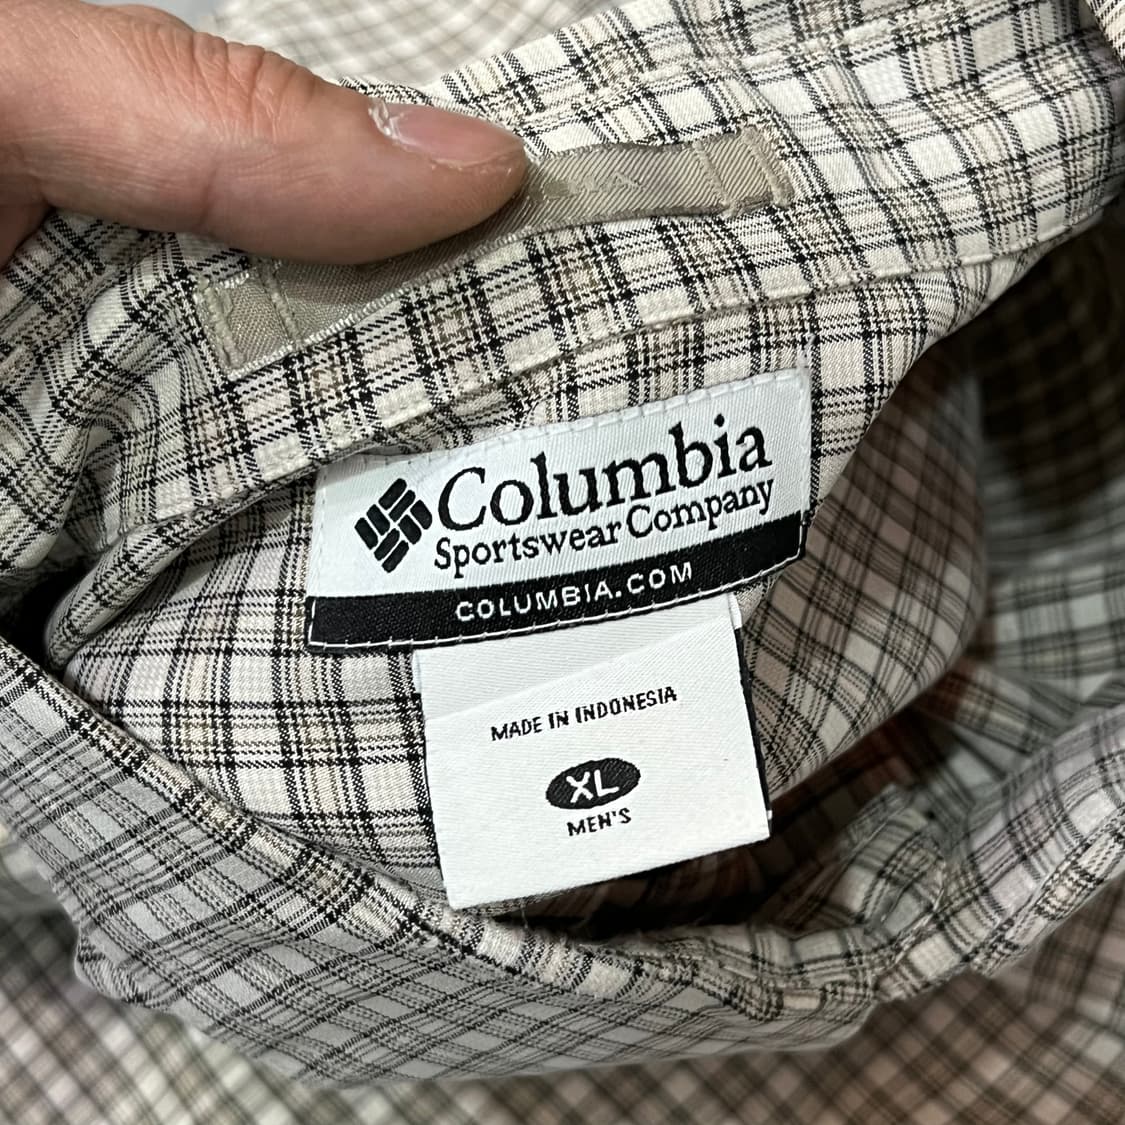 Columbia
Sportswear Company
COLUMBIA.COM
MADE IN INDONESIA
XL
MEN'S